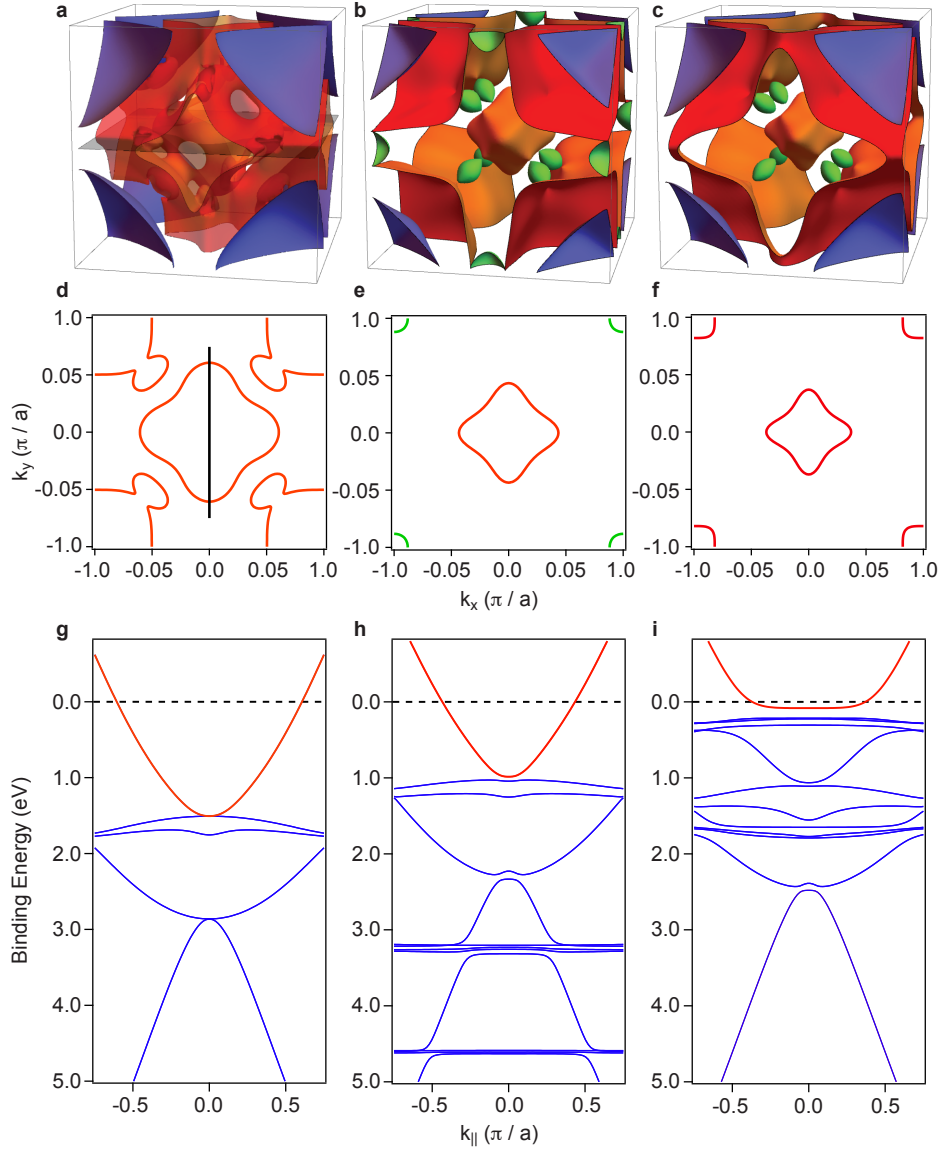 a b c
d e f
1.0 1.0 1.0
0.05 0.05 0.05
0.0 0.0 0.0
-0.05 -0.05 -0.05
-1.0 -1.0 -1.0
k_y (π / a)
-1.0 -0.05 0.0 0.05 1.0 -1.0 -0.05 0.0 0.05 1.0 -1.0 -0.05 0.0 0.05 1.0
k_x (π / a)
g h i
0.0 0.0 0.0
1.0 1.0 1.0
2.0 2.0 2.0
3.0 3.0 3.0
4.0 4.0 4.0
5.0 5.0 5.0
Binding Energy (eV)
-0.5 0.0 0.5 -0.5 0.0 0.5 -0.5 0.0 0.5
k_|| (π / a)